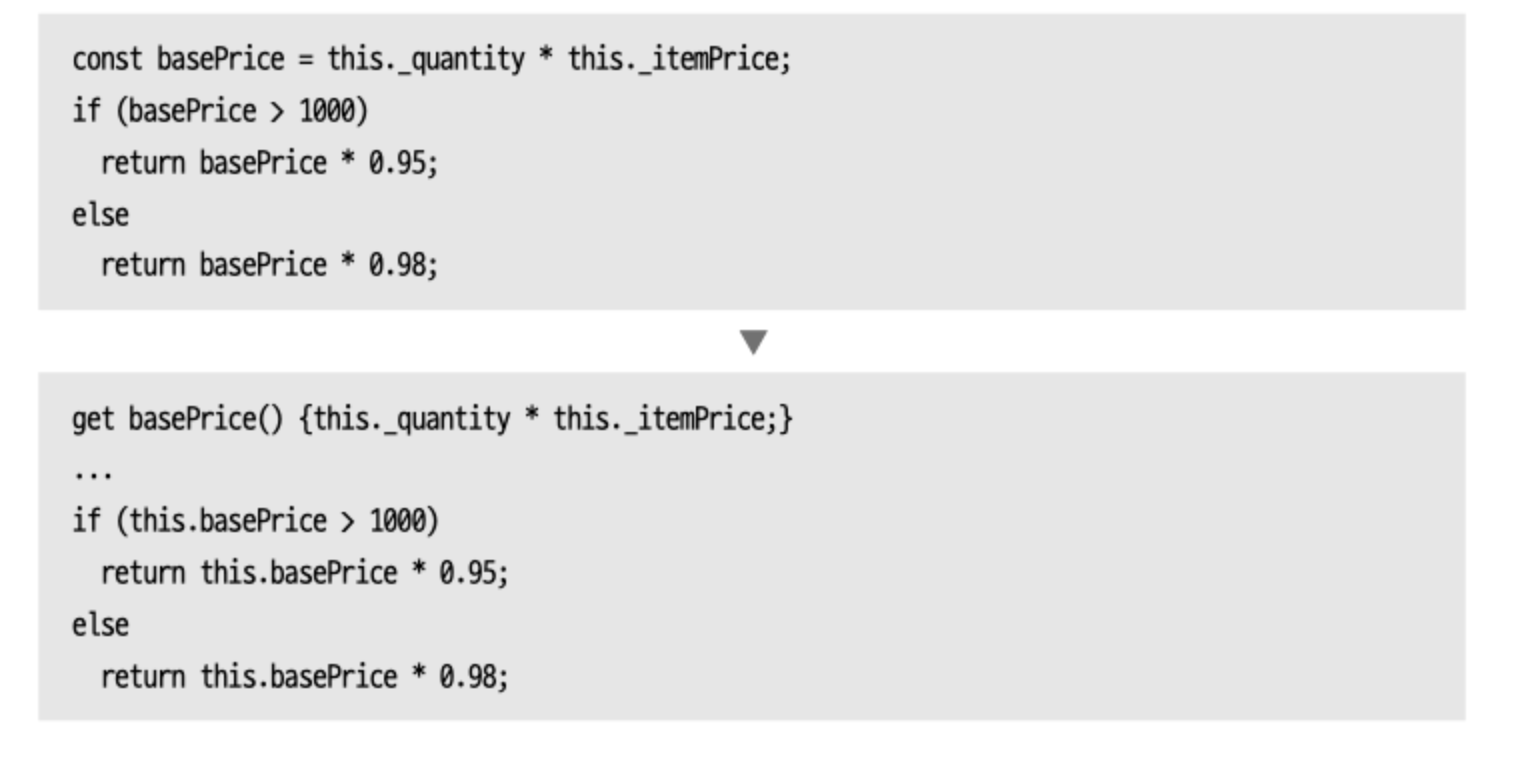 const basePrice = this._quantity * this._itemPrice;
if (basePrice > 1000)
  return basePrice * 0.95;
else
  return basePrice * 0.98;
get basePrice() {this._quantity * this._itemPrice;}
...
if (this.basePrice > 1000)
  return this.basePrice * 0.95;
else
  return this.basePrice * 0.98;